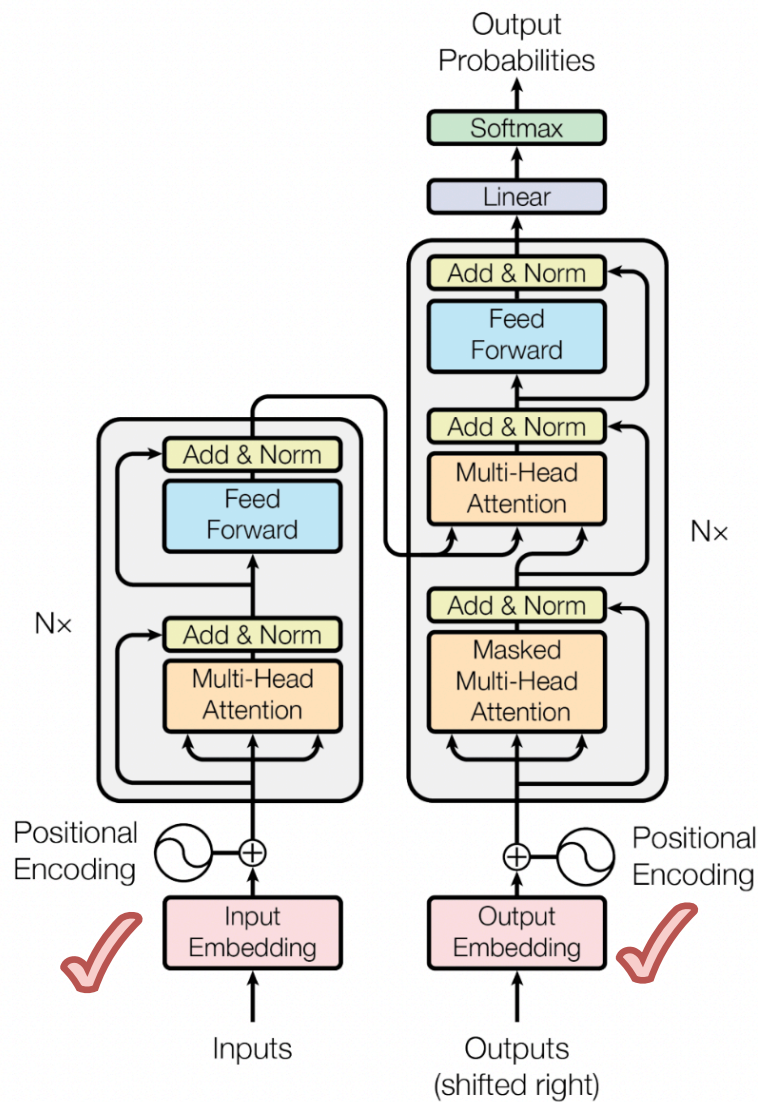 Output
Probabilities
Softmax
Linear
Add & Norm
Feed
Forward
Add & Norm
Multi-Head
Attention
Add & Norm
Masked
Multi-Head
Attention
N×
Add & Norm
Feed
Forward
Add & Norm
Multi-Head
Attention
N×
Positional
Encoding
Positional
Encoding
Input
Embedding
Output
Embedding
Inputs
Outputs
(shifted right)